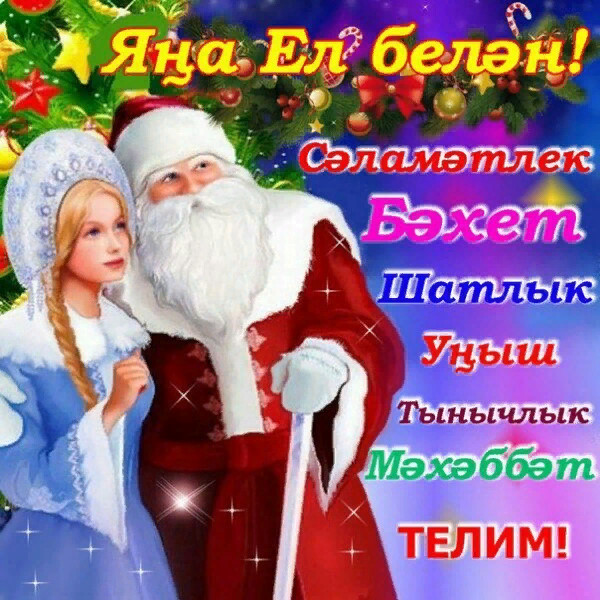 Яңа Ел белән!
Сәламәтлек
Бәхет
Шатлык
Уңыш
Тынычлык
Мәхәббәт
ТЕЛИМ!